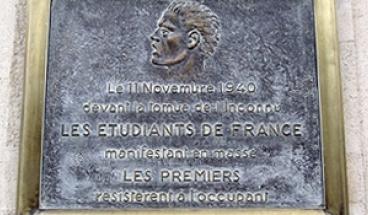 Le 11 Novembre 1940
devant la tombe de l'Inconnu
LES ETUDIANTS DE FRANCE
manifestant en masse
LES PREMIERS
résistèrent à l'occupant